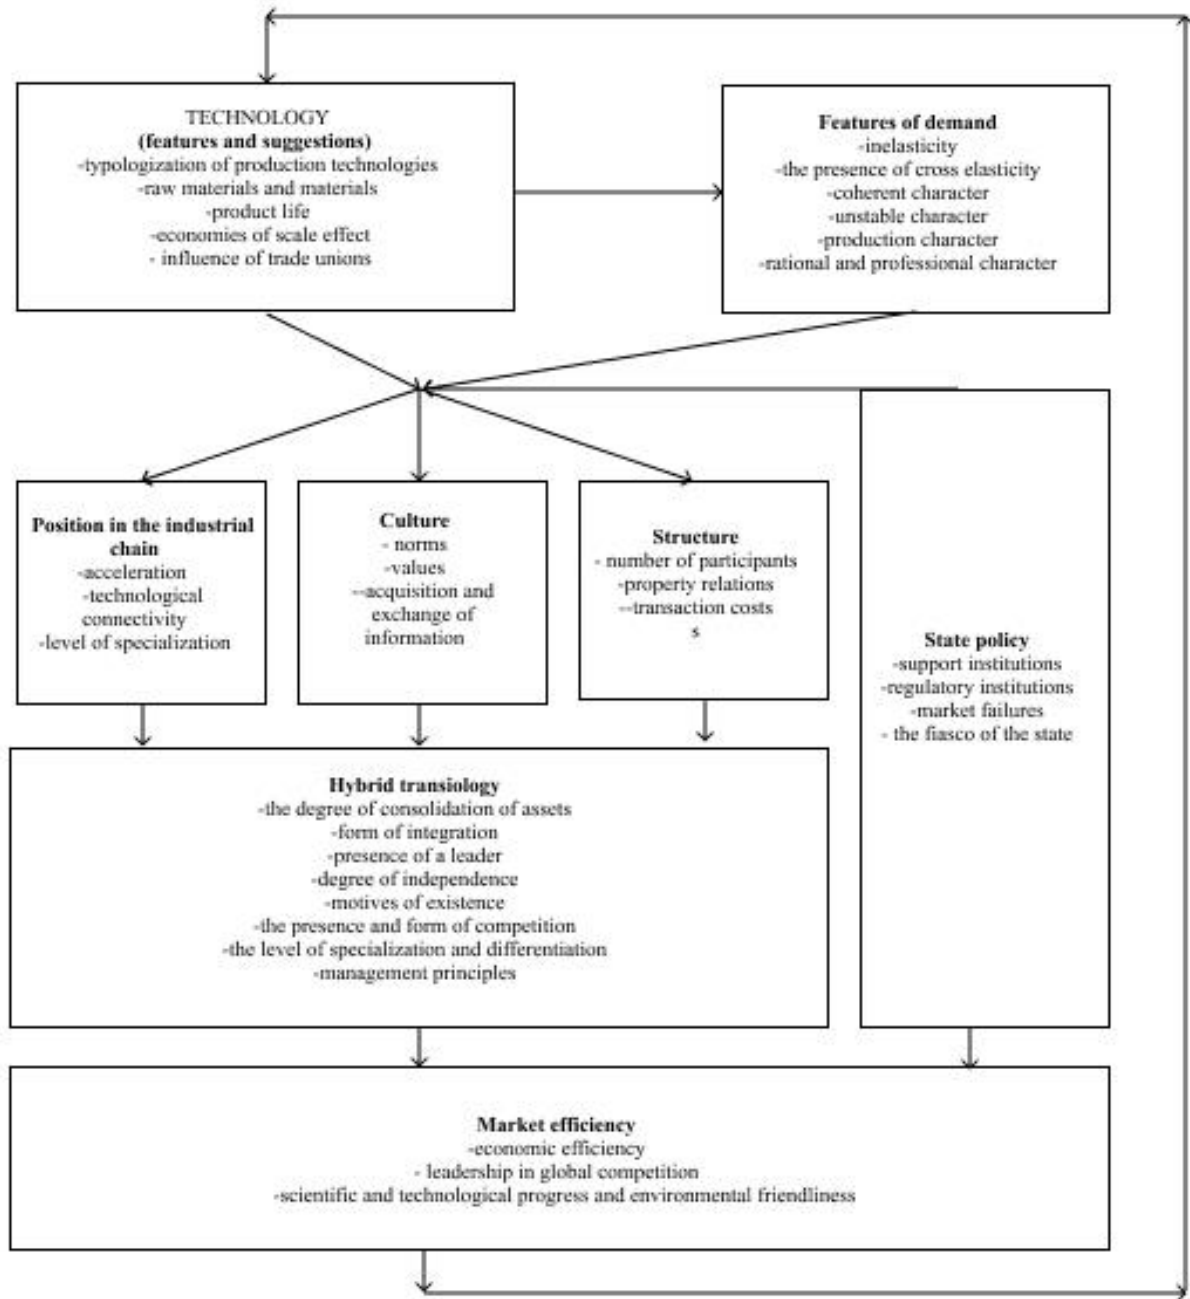 TECHNOLOGY
(features and suggestions)
-typologization of production technologies
-raw materials and materials
-product life
-economies of scale effect
- influence of trade unions
Features of demand
-inelasticity
-the presence of cross elasticity
-coherent character
-unstable character
-production character
-rational and professional character
Position in the industrial
chain
-acceleration
-technological
connectivity
-level of specialization
Culture
- norms
-values
--acquisition and
exchange of
information
Structure
- number of participants
-property relations
--transaction costs
s
State policy
-support institutions
-regulatory institutions
-market failures
- the fiasco of the state
Hybrid transiology
-the degree of consolidation of assets
-form of integration
-presence of a leader
-degree of independence
-motives of existence
-the presence and form of competition
-the level of specialization and differentiation
-management principles
Market efficiency
-economic efficiency
- leadership in global competition
-scientific and technological progress and environmental friendliness